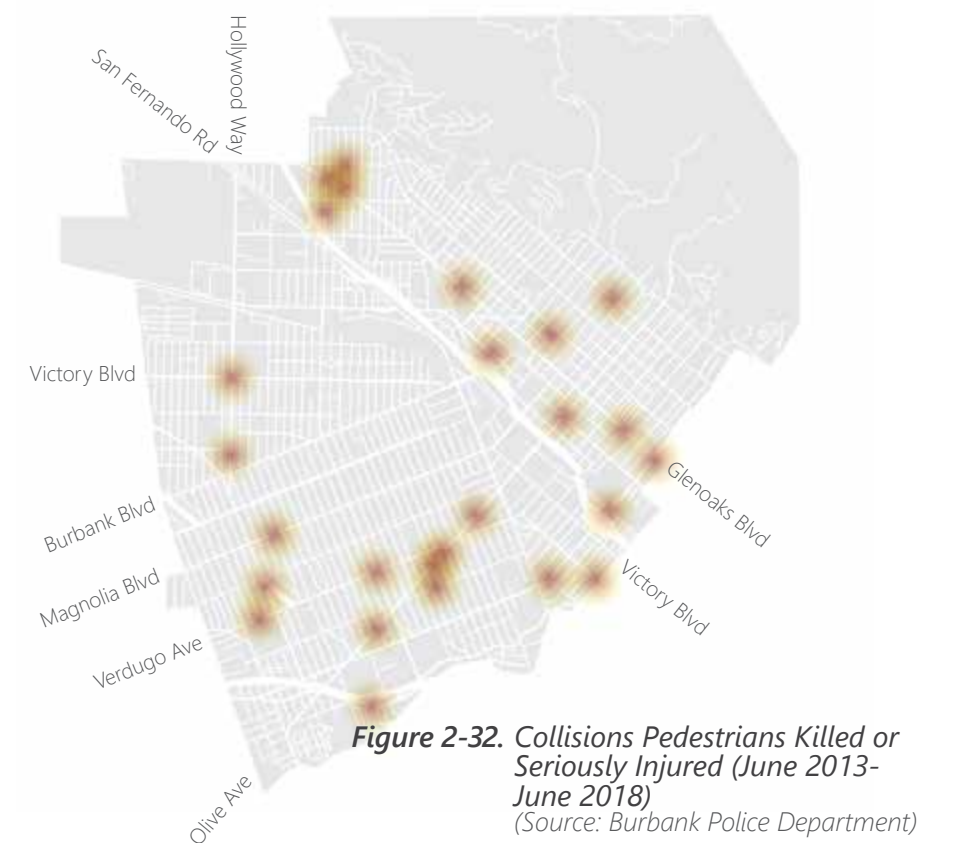 Hollywood Way
San Fernando Rd
Victory Blvd
Burbank Blvd
Glenoaks Blvd
Magnolia Blvd
Victory Blvd
Verdugo Ave
Olive Ave
Figure 2-32. Collisions Pedestrians Killed or
Seriously Injured (June 2013-
June 2018)
(Source: Burbank Police Department)